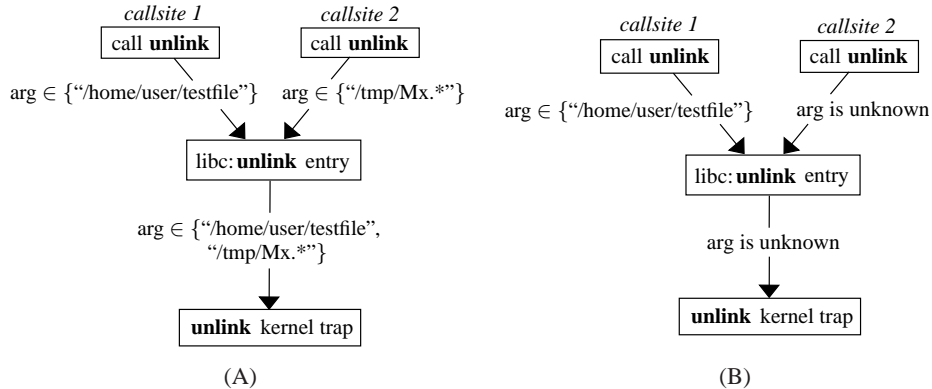 callsite 1
callsite 2
call unlink
call unlink
arg ∈ {“/home/user/testfile”}
arg ∈ {“/tmp/Mx.*”}
libc: unlink entry
arg ∈ {“/home/user/testfile”,
“/tmp/Mx.*”}
unlink kernel trap
(A)
callsite 1
callsite 2
call unlink
call unlink
arg ∈ {“/home/user/testfile”}
arg is unknown
libc: unlink entry
arg is unknown
unlink kernel trap
(B)